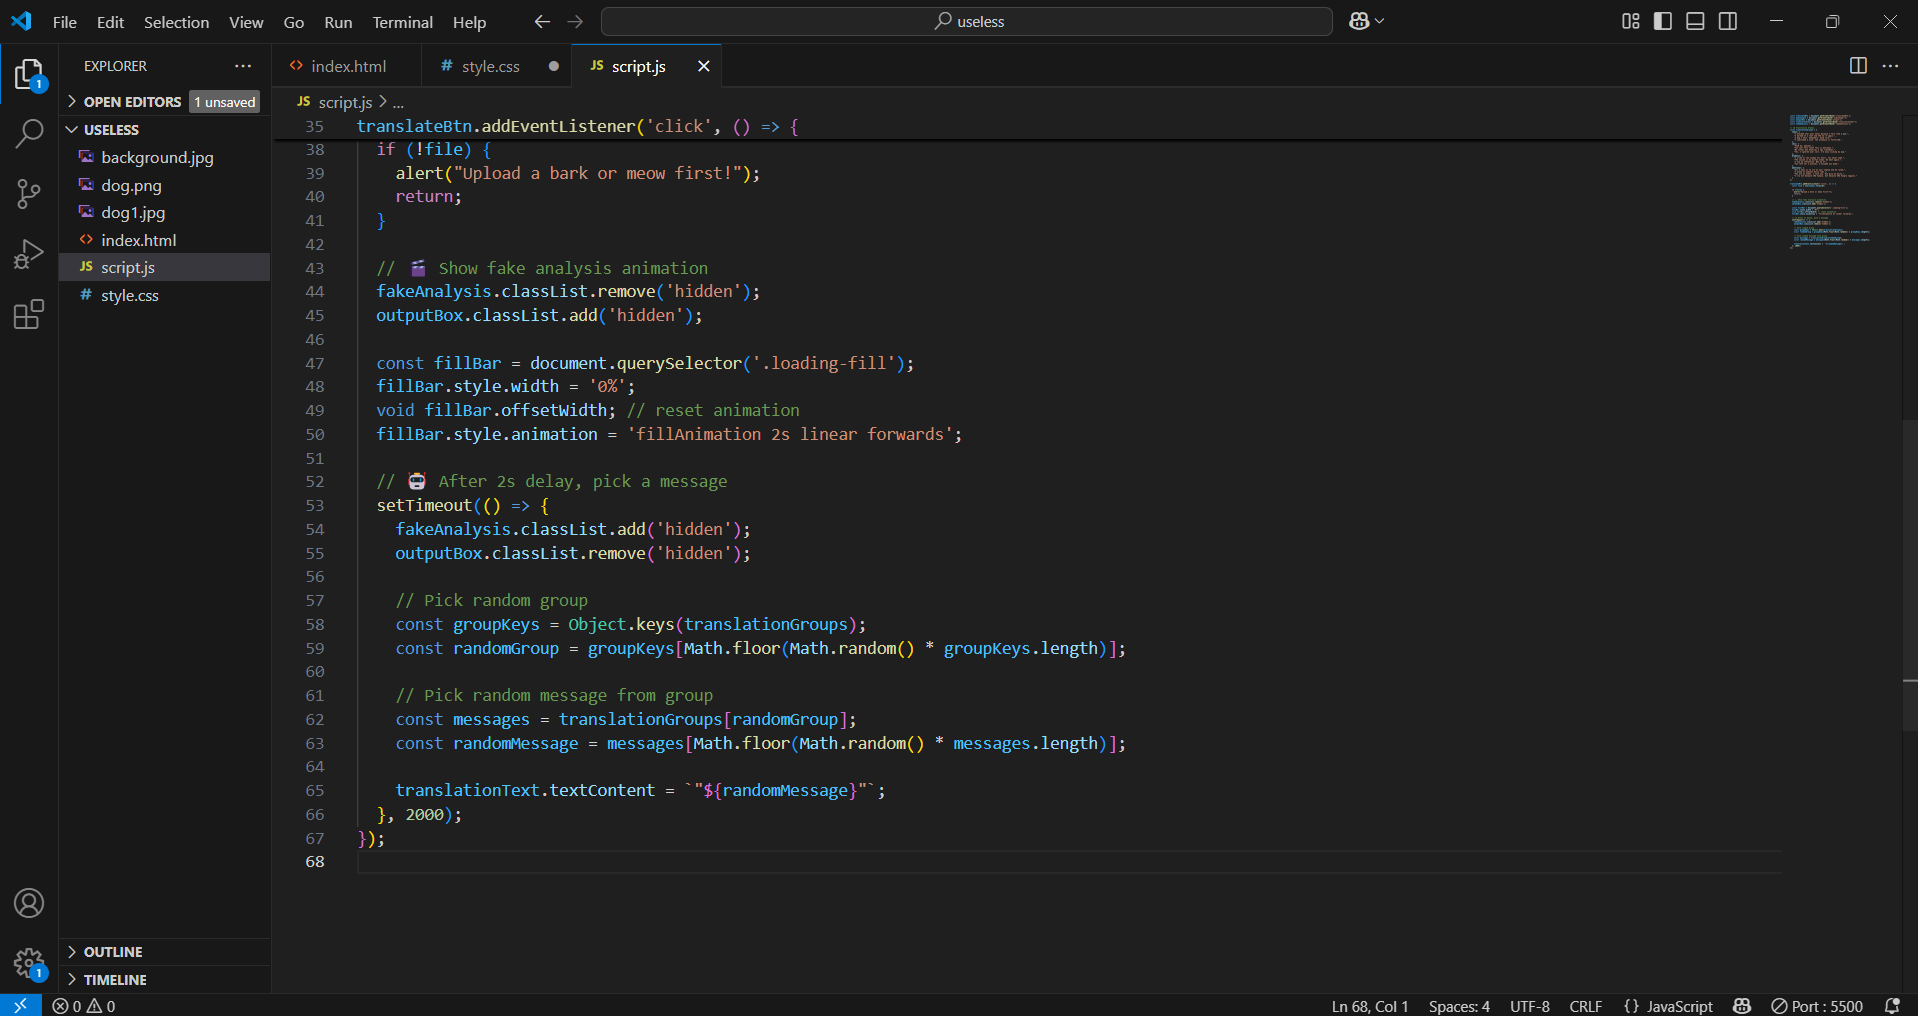 File Edit Selection View Go Run Terminal Help
useless
EXPLORER ...
OPEN EDITORS 1 unsaved
USELESS
background.jpg
dog.png
dog1.jpg
index.html
JS script.js
# style.css
OUTLINE
TIMELINE
1
1
<> index.html # style.css JS script.js
JS script.js > ...
35 translateBtn.addEventListener('click', () => {
38 if (!file) {
39 alert("Upload a bark or meow first!");
40 return;
41 }
42
43 // 🎬 Show fake analysis animation
44 fakeAnalysis.classList.remove('hidden');
45 outputBox.classList.add('hidden');
46
47 const fillBar = document.querySelector('.loading-fill');
48 fillBar.style.width = '0%';
49 void fillBar.offsetWidth; // reset animation
50 fillBar.style.animation = 'fillAnimation 2s linear forwards';
51
52 // 🤖 After 2s delay, pick a message
53 setTimeout(() => {
54 fakeAnalysis.classList.add('hidden');
55 outputBox.classList.remove('hidden');
56
57 // Pick random group
58 const groupKeys = Object.keys(translationGroups);
59 const randomGroup = groupKeys[Math.floor(Math.random() * groupKeys.length)];
60
61 // Pick random message from group
62 const messages = translationGroups[randomGroup];
63 const randomMessage = messages[Math.floor(Math.random() * messages.length)];
64
65 translationText.textContent = `"${randomMessage}"`;
66 }, 2000);
67 });
68
0 0 Ln 68, Col 1 Spaces: 4 UTF-8 CRLF {} JavaScript Port : 5500